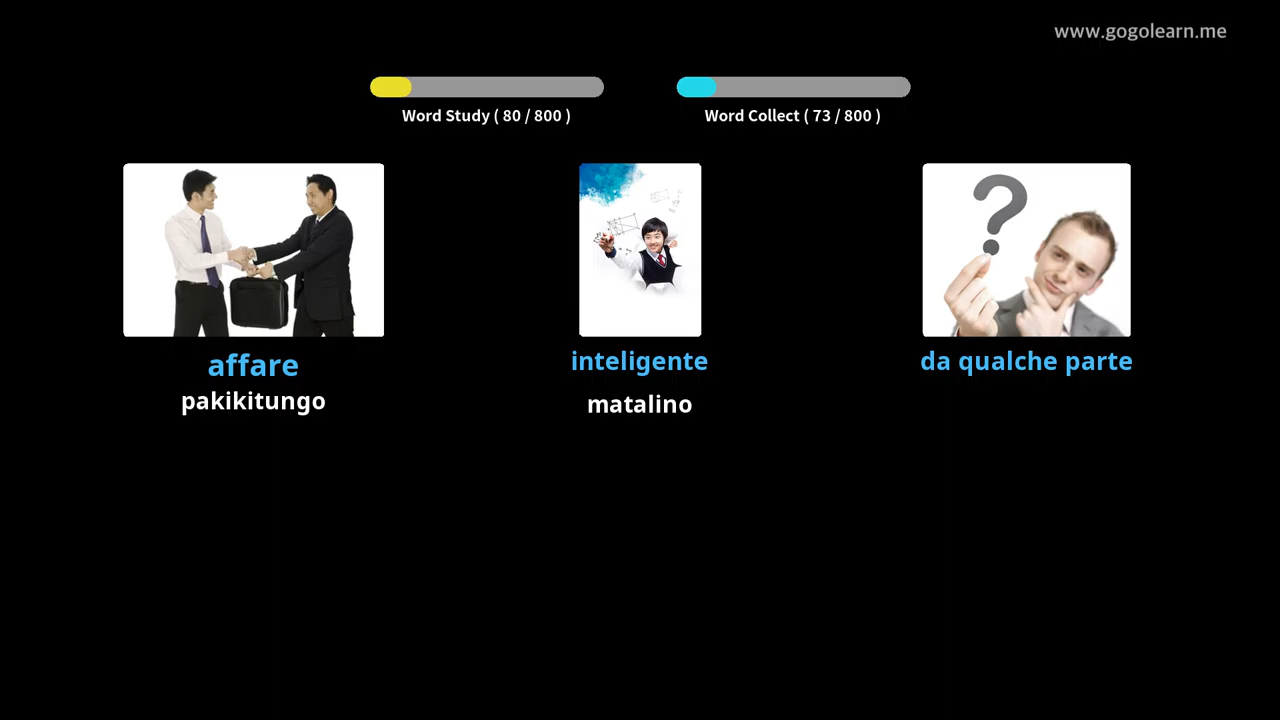 www.gogolearn.me
Word Study ( 80 / 800 )
Word Collect ( 73 / 800 )
affare
pakikitungo
inteligente
matalino
da qualche parte